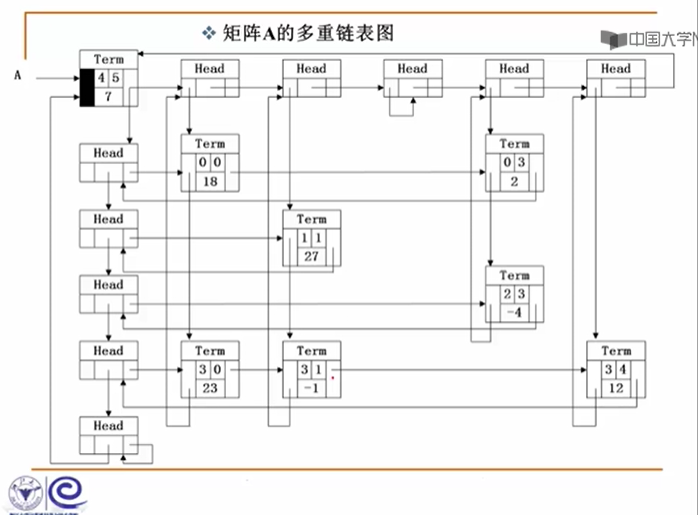 矩阵A的多重链表图
中国大学M
A
Term
4 5
7
Head
Head
Head
Head
Head
Head
Term
0 0
18
Term
0 3
2
Head
Term
1 1
27
Head
Term
2 3
-4
Head
Term
3 0
23
Term
3 1
-1
Term
3 4
12
Head